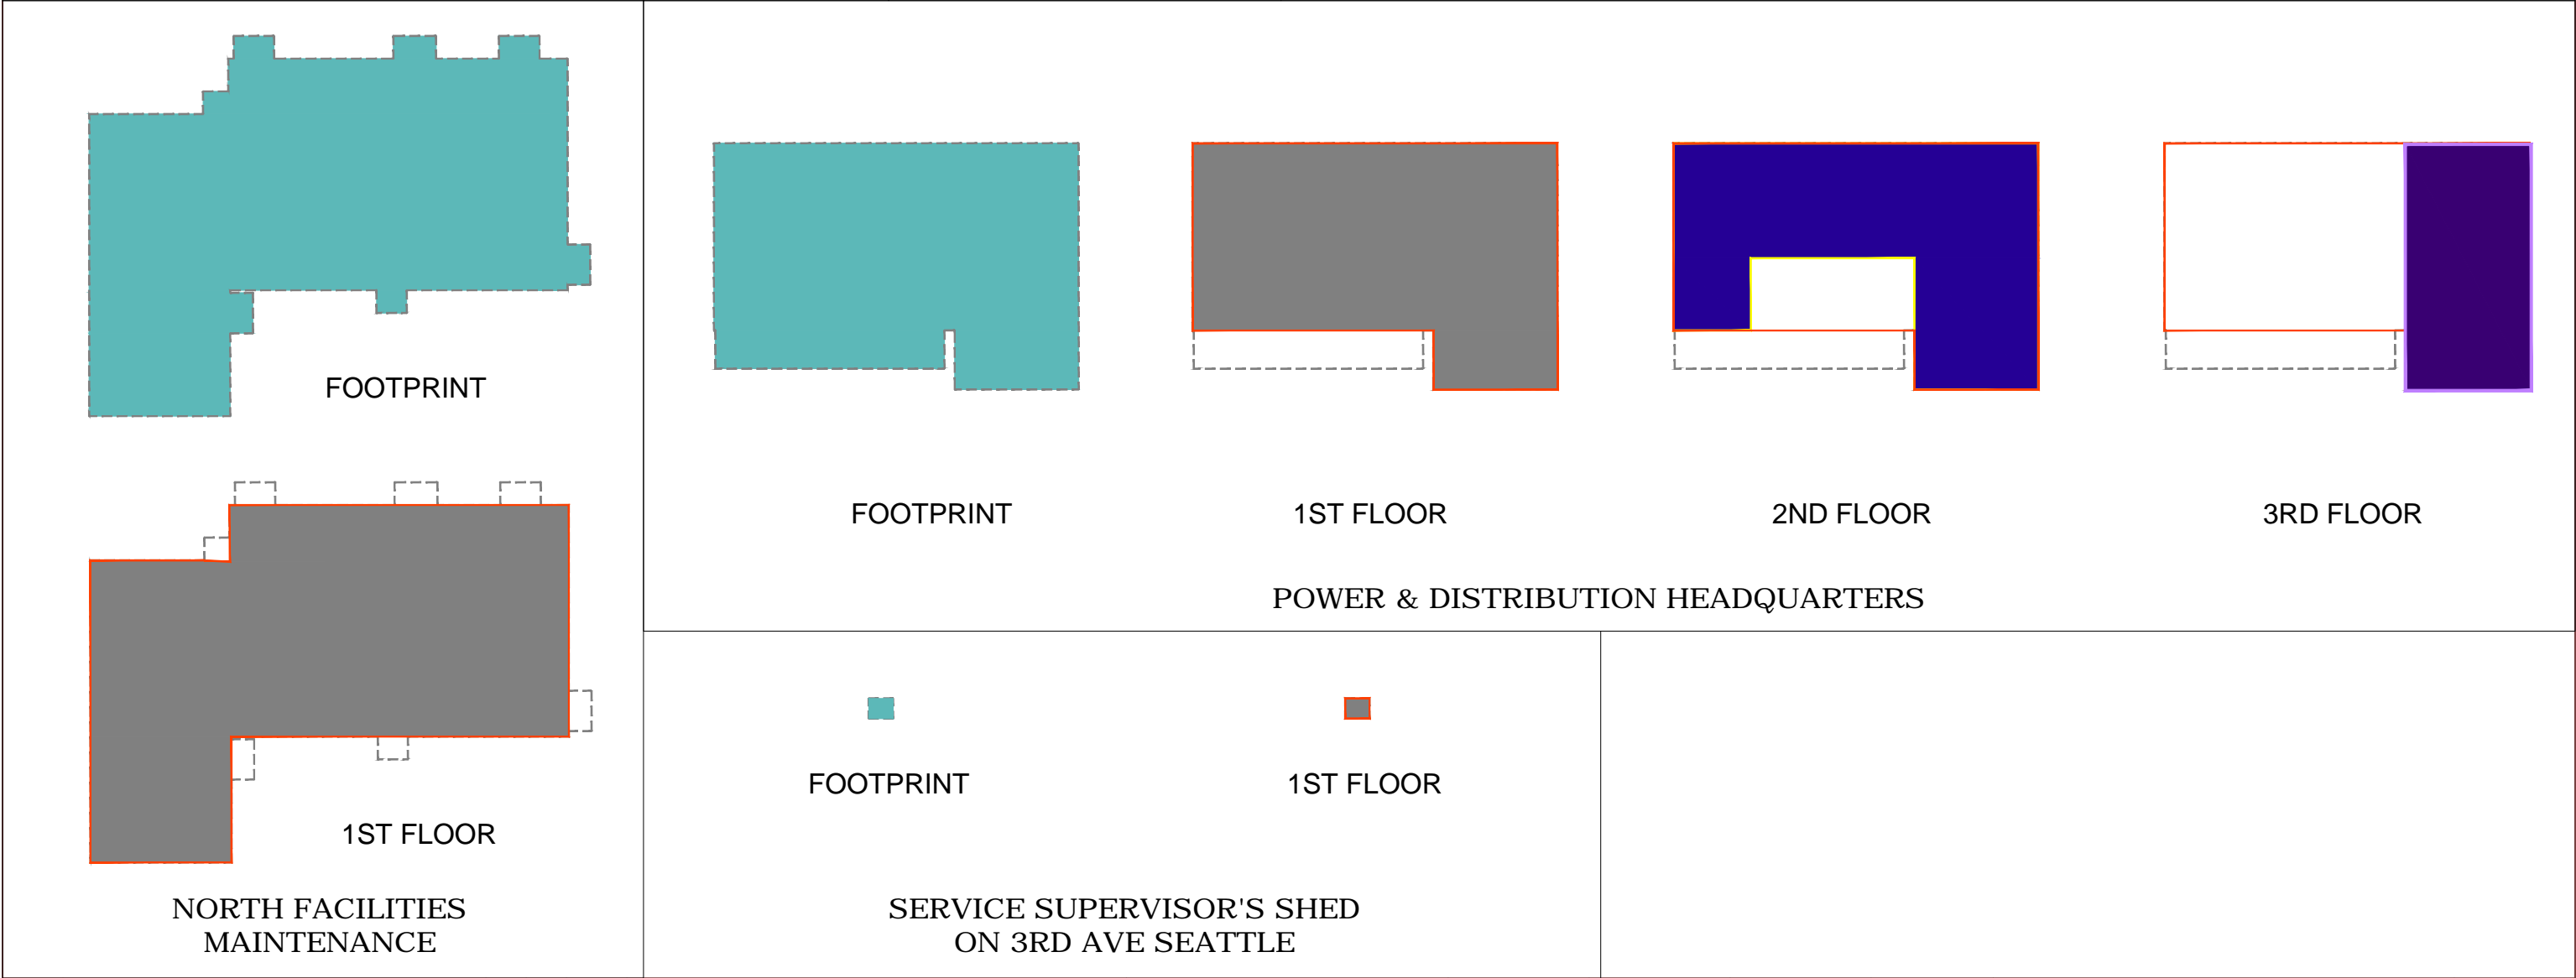 FOOTPRINT
1ST FLOOR
NORTH FACILITIES
MAINTENANCE
FOOTPRINT
1ST FLOOR
2ND FLOOR
3RD FLOOR
POWER & DISTRIBUTION HEADQUARTERS
FOOTPRINT
1ST FLOOR
SERVICE SUPERVISOR'S SHED
ON 3RD AVE SEATTLE